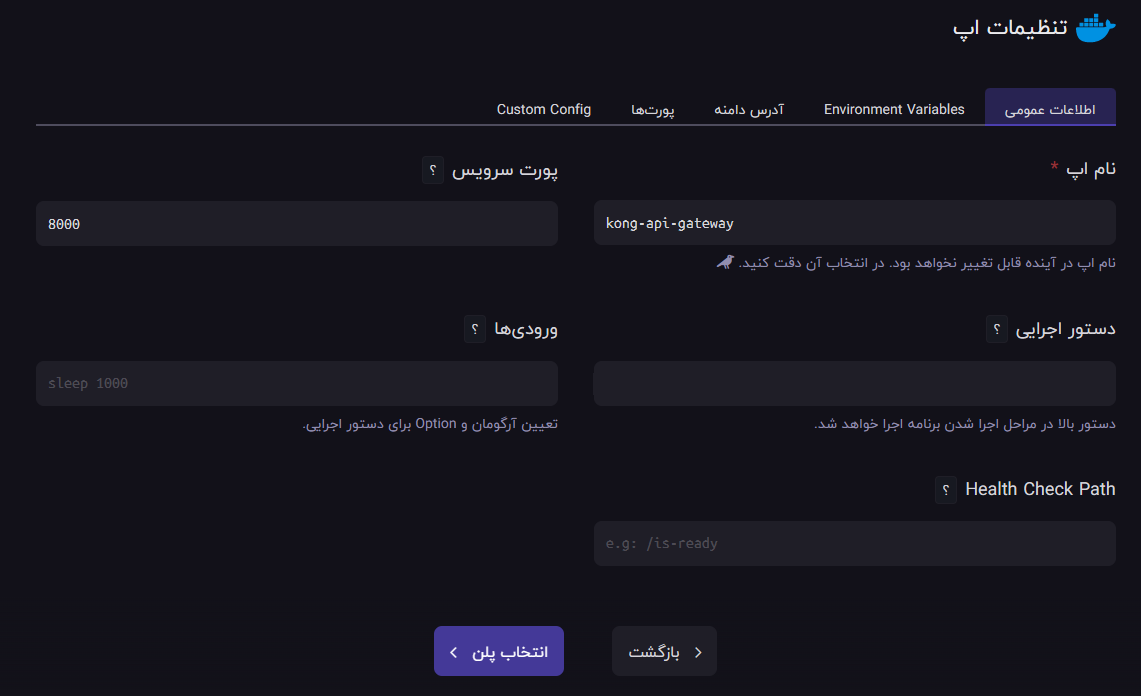 تنظیمات اپ
اطلاعات عمومی
Environment Variables
آدرس دامنه
پورت‌ها
Custom Config
نام اپ *
kong-api-gateway
نام اپ در آینده قابل تغییر نخواهد بود. در انتخاب آن دقت کنید.
پورت سرویس ؟
8000
دستور اجرایی ؟
دستور بالا در مراحل اجرا شدن برنامه اجرا خواهد شد.
ورودی‌ها ؟
sleep 1000
تعیین آرگومان و Option برای دستور اجرایی.
Health Check Path ؟
e.g: /is-ready
بازگشت
انتخاب پلن